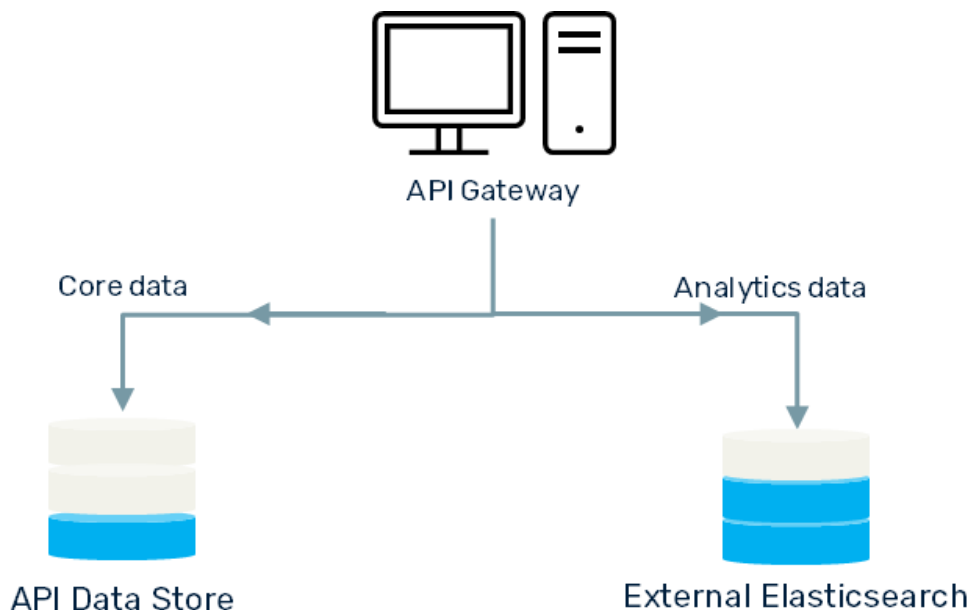 API Gateway
Core data
Analytics data
API Data Store
External Elasticsearch